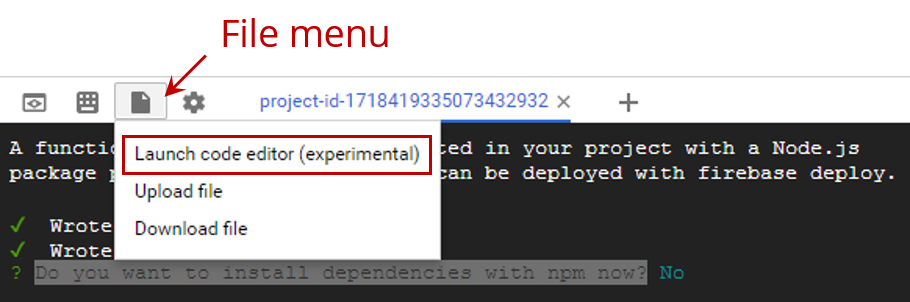 File menu
project-id-1718419335073432932
Launch code editor (experimental)
Upload file
Download file
A functio ted in your project with a Node.js
package p can be deployed with firebase deploy.
✓ Wrote
✓ Wrote
? Do you want to install dependencies with npm now? No